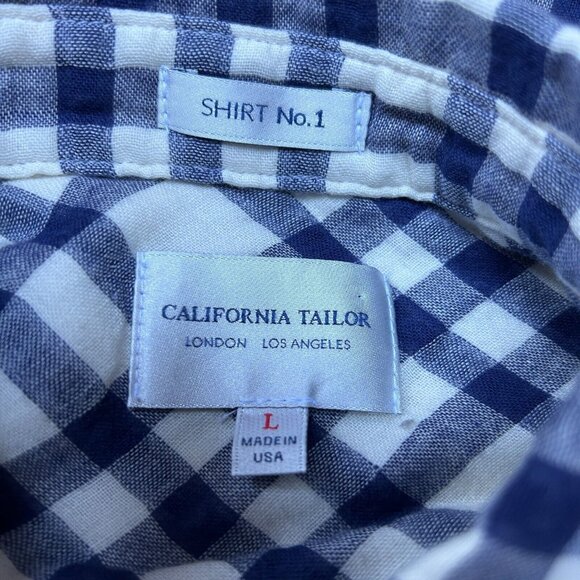 SHIRT No.1
CALIFORNIA TAILOR
LONDON LOS ANGELES
L
MADE IN
USA